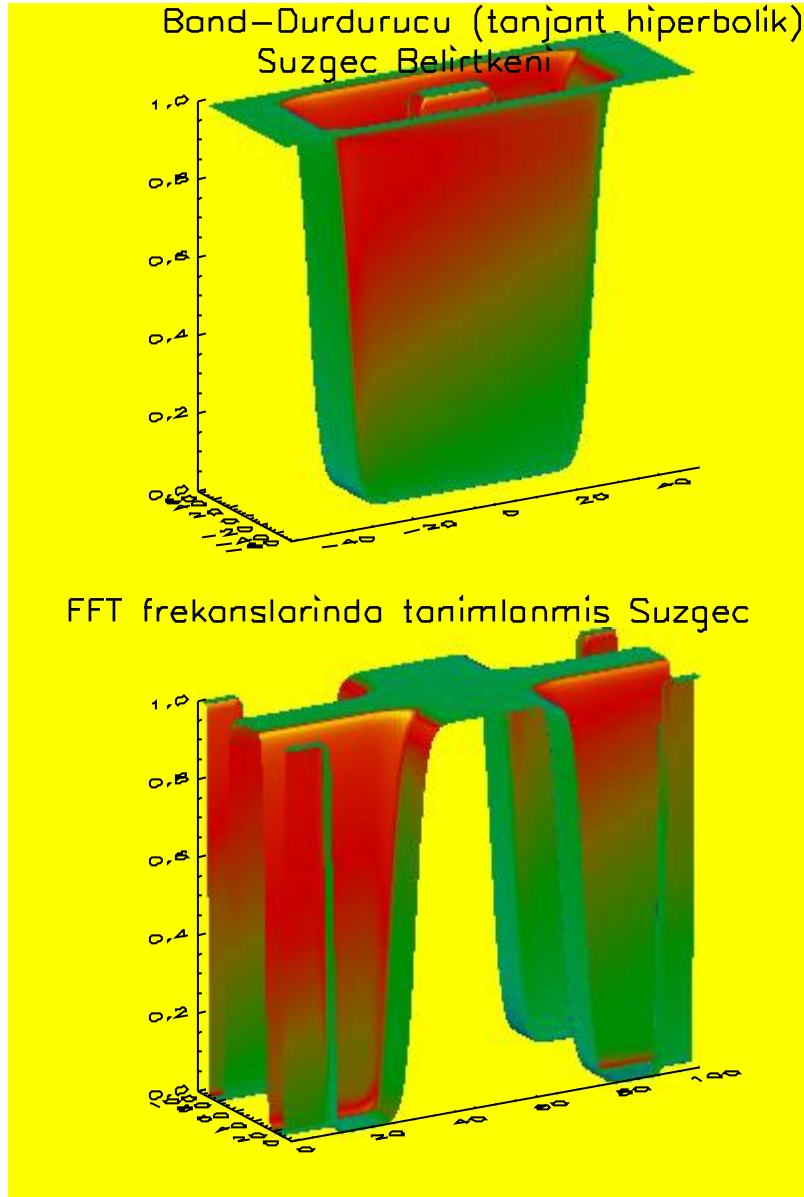 Band-Durdurucu (tanjant hiperbolik)
Suzgec Belirtkeni
1,0
0,8
0,6
0,4
0,2
0,0
-40 -20 0 20 40
FFT frekanslarinda tanimlanmis Suzgec
1,0
0,8
0,6
0,4
0,2
0,0
0 20 40 60 80 100